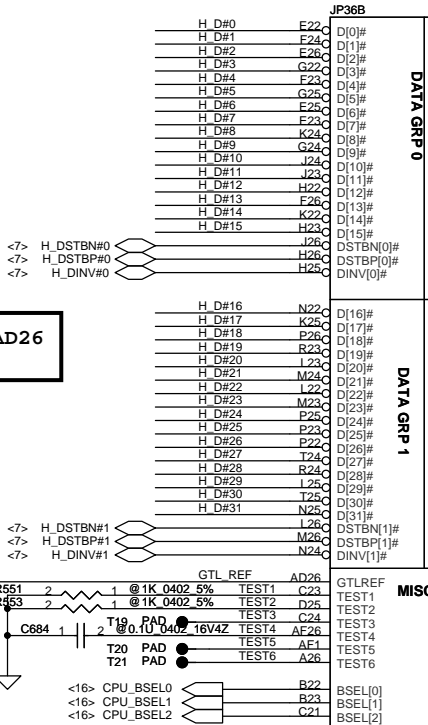 JP36B
H_D#0 E22 D[0]#
H_D#1 F24 D[1]#
H_D#2 E26 D[2]#
H_D#3 G22 D[3]#
H_D#4 F23 D[4]#
H_D#5 G25 D[5]#
H_D#6 E25 D[6]#
H_D#7 E23 D[7]#
H_D#8 K24 D[8]#
H_D#9 G24 D[9]#
H_D#10 J24 D[10]#
H_D#11 J23 D[11]#
H_D#12 H22 D[12]#
H_D#13 F26 D[13]#
H_D#14 K22 D[14]#
H_D#15 H23 D[15]#
<7> H_DSTBN#0 J26 DSTBN[0]#
<7> H_DSTBP#0 H26 DSTBP[0]#
<7> H_DINV#0 H25 DINV[0]#
DATA GRP 0
AD26
H_D#16 N22 D[16]#
H_D#17 K25 D[17]#
H_D#18 P26 D[18]#
H_D#19 R23 D[19]#
H_D#20 L23 D[20]#
H_D#21 M24 D[21]#
H_D#22 L22 D[22]#
H_D#23 M23 D[23]#
H_D#24 P25 D[24]#
H_D#25 P23 D[25]#
H_D#26 P22 D[26]#
H_D#27 T24 D[27]#
H_D#28 R24 D[28]#
H_D#29 L25 D[29]#
H_D#30 T25 D[30]#
H_D#31 N25 D[31]#
<7> H_DSTBN#1 L26 DSTBN[1]#
<7> H_DSTBP#1 M26 DSTBP[1]#
<7> H_DINV#1 N24 DINV[1]#
DATA GRP 1
GTL_REF AD26 GTLREF
R551 2 1 @1K_0402_5% TEST1 C23 TEST1
R553 2 1 @1K_0402_5% TEST2 D25 TEST2
T19 PAD TEST3 C24 TEST3
C684 1 2 @0.1U_0402_16V4Z TEST4 AF26 TEST4
T20 PAD TEST5 AF1 TEST5
T21 PAD TEST6 A26 TEST6
MISC
<16> CPU_BSEL0 B22 BSEL[0]
<16> CPU_BSEL1 B23 BSEL[1]
<16> CPU_BSEL2 C21 BSEL[2]